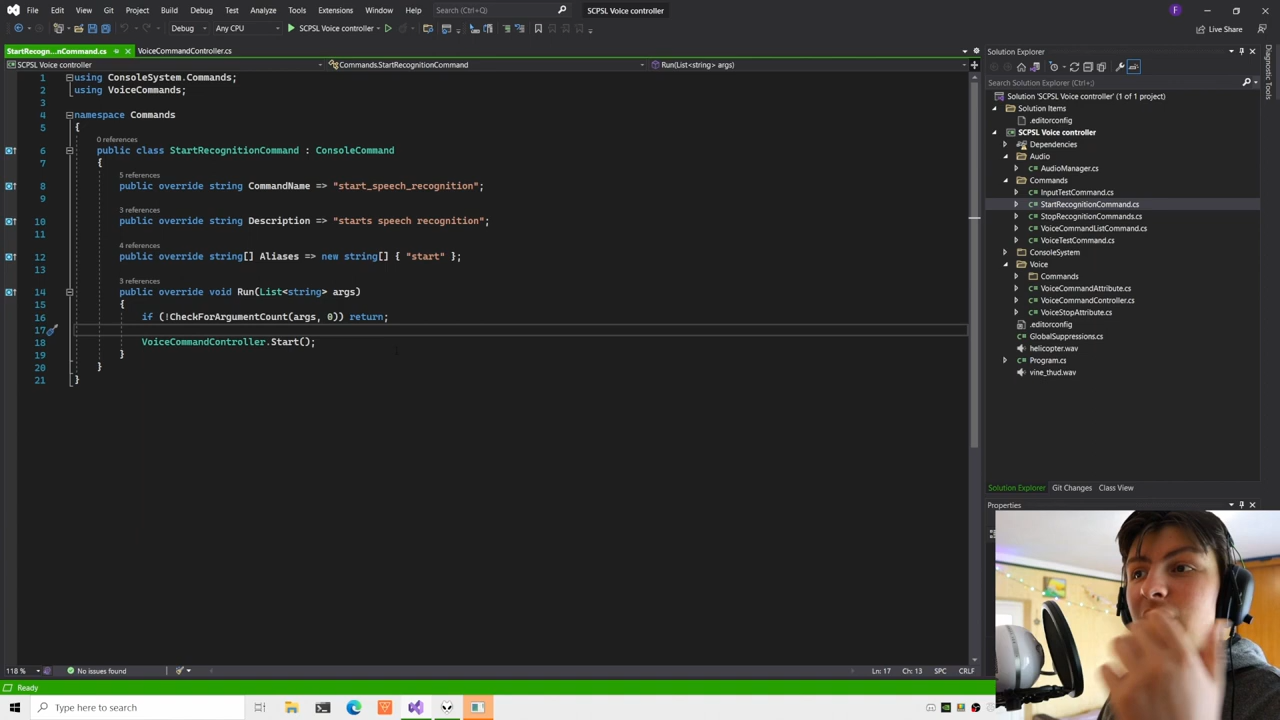 File Edit View Git Project Build Debug Test Analyze Tools Extensions Window Help Search (Ctrl+Q) SCPSL Voice controller F
Debug Any CPU SCPSL Voice controller Live Share
StartRecogn...nCommand.cs VoiceCommandController.cs
SCPSL Voice controller Commands.StartRecognitionCommand Run(List<string> args)
1 using ConsoleSystem.Commands;
2 using VoiceCommands;
3
4 namespace Commands
5 {
0 references
6 public class StartRecognitionCommand : ConsoleCommand
7 {
5 references
8 public override string CommandName => "start_speech_recognition";
9
3 references
10 public override string Description => "starts speech recognition";
11
4 references
12 public override string[] Aliases => new string[] { "start" };
13
3 references
14 public override void Run(List<string> args)
15 {
16 if (!CheckForArgumentCount(args, 0)) return;
17
18 VoiceCommandController.Start();
19 }
20 }
21 }
Solution Explorer
Search Solution Explorer (Ctrl+;)
Solution 'SCPSL Voice controller' (1 of 1 project)
Solution Items
.editorconfig
SCPSL Voice controller
Dependencies
Audio
AudioManager.cs
Commands
InputTestCommand.cs
StartRecognitionCommand.cs
StopRecognitionCommands.cs
VoiceCommandListCommand.cs
VoiceTestCommand.cs
ConsoleSystem
Voice
Commands
VoiceCommandAttribute.cs
VoiceCommandController.cs
VoiceStopAttribute.cs
.editorconfig
GlobalSuppressions.cs
helicopter.wav
Program.cs
vine_thud.wav
Solution Explorer Git Changes Class View
Properties
Diagnostic Tools
118 % No issues found Ln: 17 Ch: 13 SPC CRLF
Ready
Type here to search